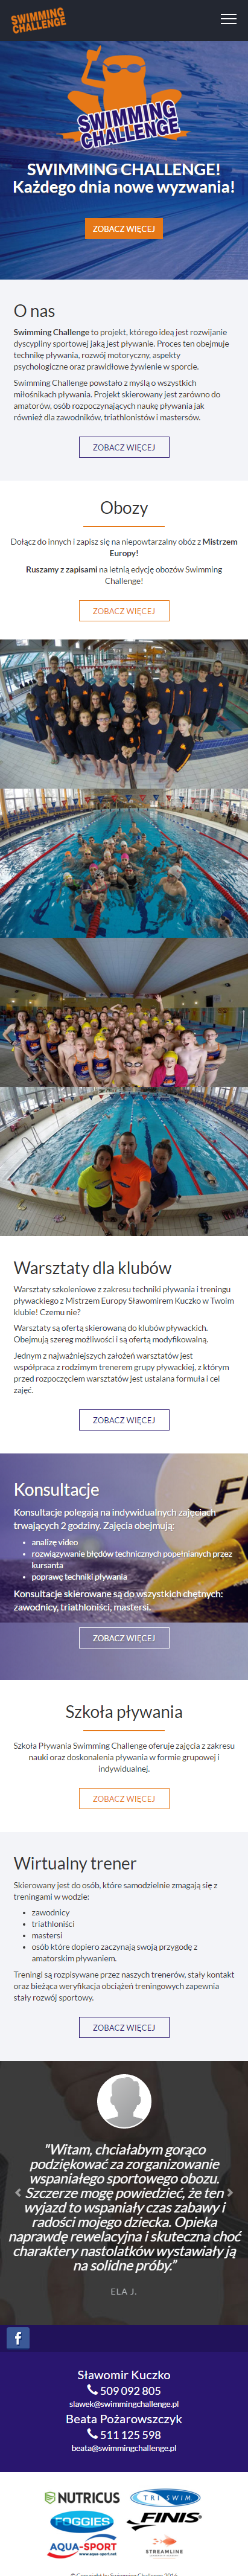 SWIMMING
CHALLENGE
SWIMMING
CHALLENGE
SWIMMING CHALLENGE!
Każdego dnia nowe wyzwania!
ZOBACZ WIĘCEJ
O nas
Swimming Challenge to projekt, którego ideą jest rozwijanie
dyscypliny sportowej jaką jest pływanie. Proces ten obejmuje
technikę pływania, rozwój motoryczny, aspekty
psychologiczne oraz prawidłowe żywienie w sporcie.
Swimming Challenge powstało z myślą o wszystkich
miłośnikach pływania. Projekt skierowany jest zarówno do
amatorów, osób rozpoczynających naukę pływania jak
również dla zawodników, triathlonistów i mastersów.
ZOBACZ WIĘCEJ
Obozy
Dołącz do innych i zapisz się na niepowtarzalny obóz z Mistrzem
Europy!
Ruszamy z zapisami na letnią edycję obozów Swimming
Challenge!
ZOBACZ WIĘCEJ
Warsztaty dla klubów
Warsztaty szkoleniowe z zakresu techniki pływania i treningu
pływackiego z Mistrzem Europy Sławomirem Kuczko w Twoim
klubie! Czemu nie?
Warsztaty są ofertą skierowaną do klubów pływackich.
Obejmują szereg możliwości i są ofertą modyfikowalną.
Jednym z najważniejszych założeń warsztatów jest
współpraca z rodzimym trenerem grupy pływackiej, z którym
przed rozpoczęciem warsztatów jest ustalana formuła i cel
zajęć.
ZOBACZ WIĘCEJ
Konsultacje
Konsultacje polegają na indywidualnych zajęciach
trwających 2 godziny. Zajęcia obejmują:
• analizę video
• rozwiązywanie błędów technicznych popełnianych przez
kursanta
• poprawę techniki pływania
Konsultacje skierowane są do wszystkich chętnych:
zawodnicy, triathloniści, mastersi.
ZOBACZ WIĘCEJ
Szkoła pływania
Szkoła Pływania Swimming Challenge oferuje zajęcia z zakresu
nauki oraz doskonalenia pływania w formie grupowej i
indywidualnej.
ZOBACZ WIĘCEJ
Wirtualny trener
Skierowany jest do osób, które samodzielnie zmagają się z
treningami w wodzie:
• zawodnicy
• triathloniści
• mastersi
• osób które dopiero zaczynają swoją przygodę z
amatorskim pływaniem.
Treningi są rozpisywane przez naszych trenerów, stały kontakt
oraz bieżąca weryfikacja obciążeń treningowych zapewnia
stały rozwój sportowy.
ZOBACZ WIĘCEJ
"Witam, chciałabym gorąco
podziękować za zorganizowanie
wspaniałego sportowego obozu.
Szczerze mogę powiedzieć, że ten
wyjazd to wspaniały czas zabawy i
radości mojego dziecka. Opieka
naprawdę rewelacyjna i skuteczna choć
charaktery nastolatków wystawiały ją
na solidne próby."
ELA J.
f
Sławomir Kuczko
509 092 805
slawek@swimmingchallenge.pl
Beata Pożarowszczyk
511 125 598
beata@swimmingchallenge.pl
NUTRICUS TRI SWIM
FOGGIES FINIS
AQUA-SPORT
STREAMLINE